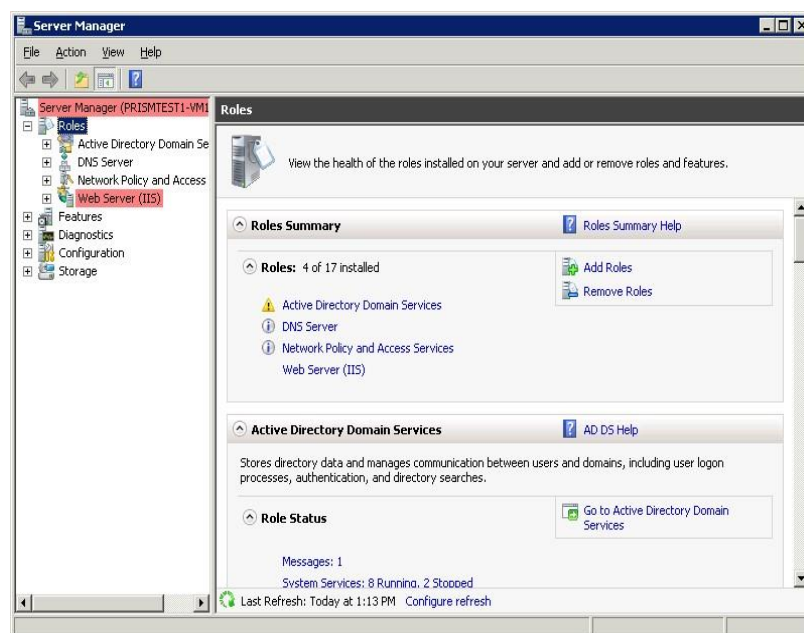 Server Manager
File Action View Help
Server Manager (PRISMTEST1-VM1
Roles
Active Directory Domain Se
DNS Server
Network Policy and Access
Web Server (IIS)
Features
Diagnostics
Configuration
Storage
Roles
View the health of the roles installed on your server and add or remove roles and features.
Roles Summary
Roles Summary Help
Roles: 4 of 17 installed
Add Roles
Remove Roles
Active Directory Domain Services
DNS Server
Network Policy and Access Services
Web Server (IIS)
Active Directory Domain Services
AD DS Help
Stores directory data and manages communication between users and domains, including user logon
processes, authentication, and directory searches.
Role Status
Go to Active Directory Domain
Services
Messages: 1
System Services: 8 Running, 2 Stopped
Last Refresh: Today at 1:13 PM Configure refresh